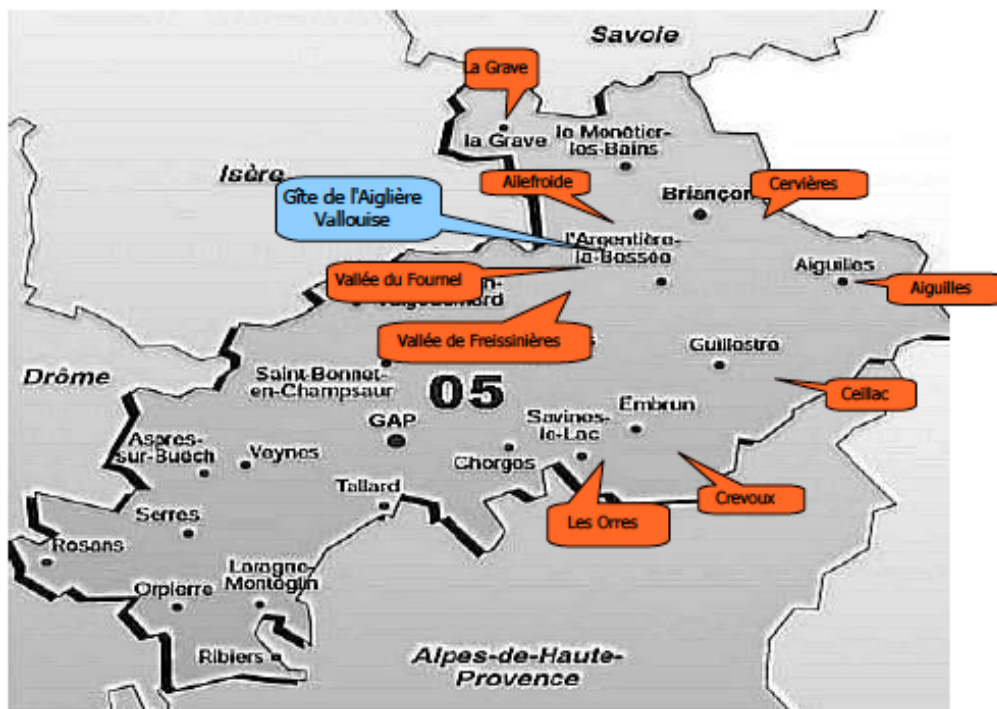 Savoie
La Grave
la Grave
le Monêtier-
les-Bains
Isère
Ailefroide
Briançon
Cervières
Gîte de l'Aiglière
Vallouise
l'Argentière-
la-Bessée
Aiguilles
Aiguilles
Vallée du Fournel
Vallée de Freissinières
Guillestre
Drôme
Saint-Bonnet-
en-Champsaur
05
Ceillac
GAP
Savines-
le-Lac
Embrun
Aspres-
sur-Buëch
Veynes
Chorges
Tallard
Crevoux
Les Orres
Serres
Rosans
Orpierre
Laragne-
Montéglin
Ribiers
Alpes-de-Haute-
Provence